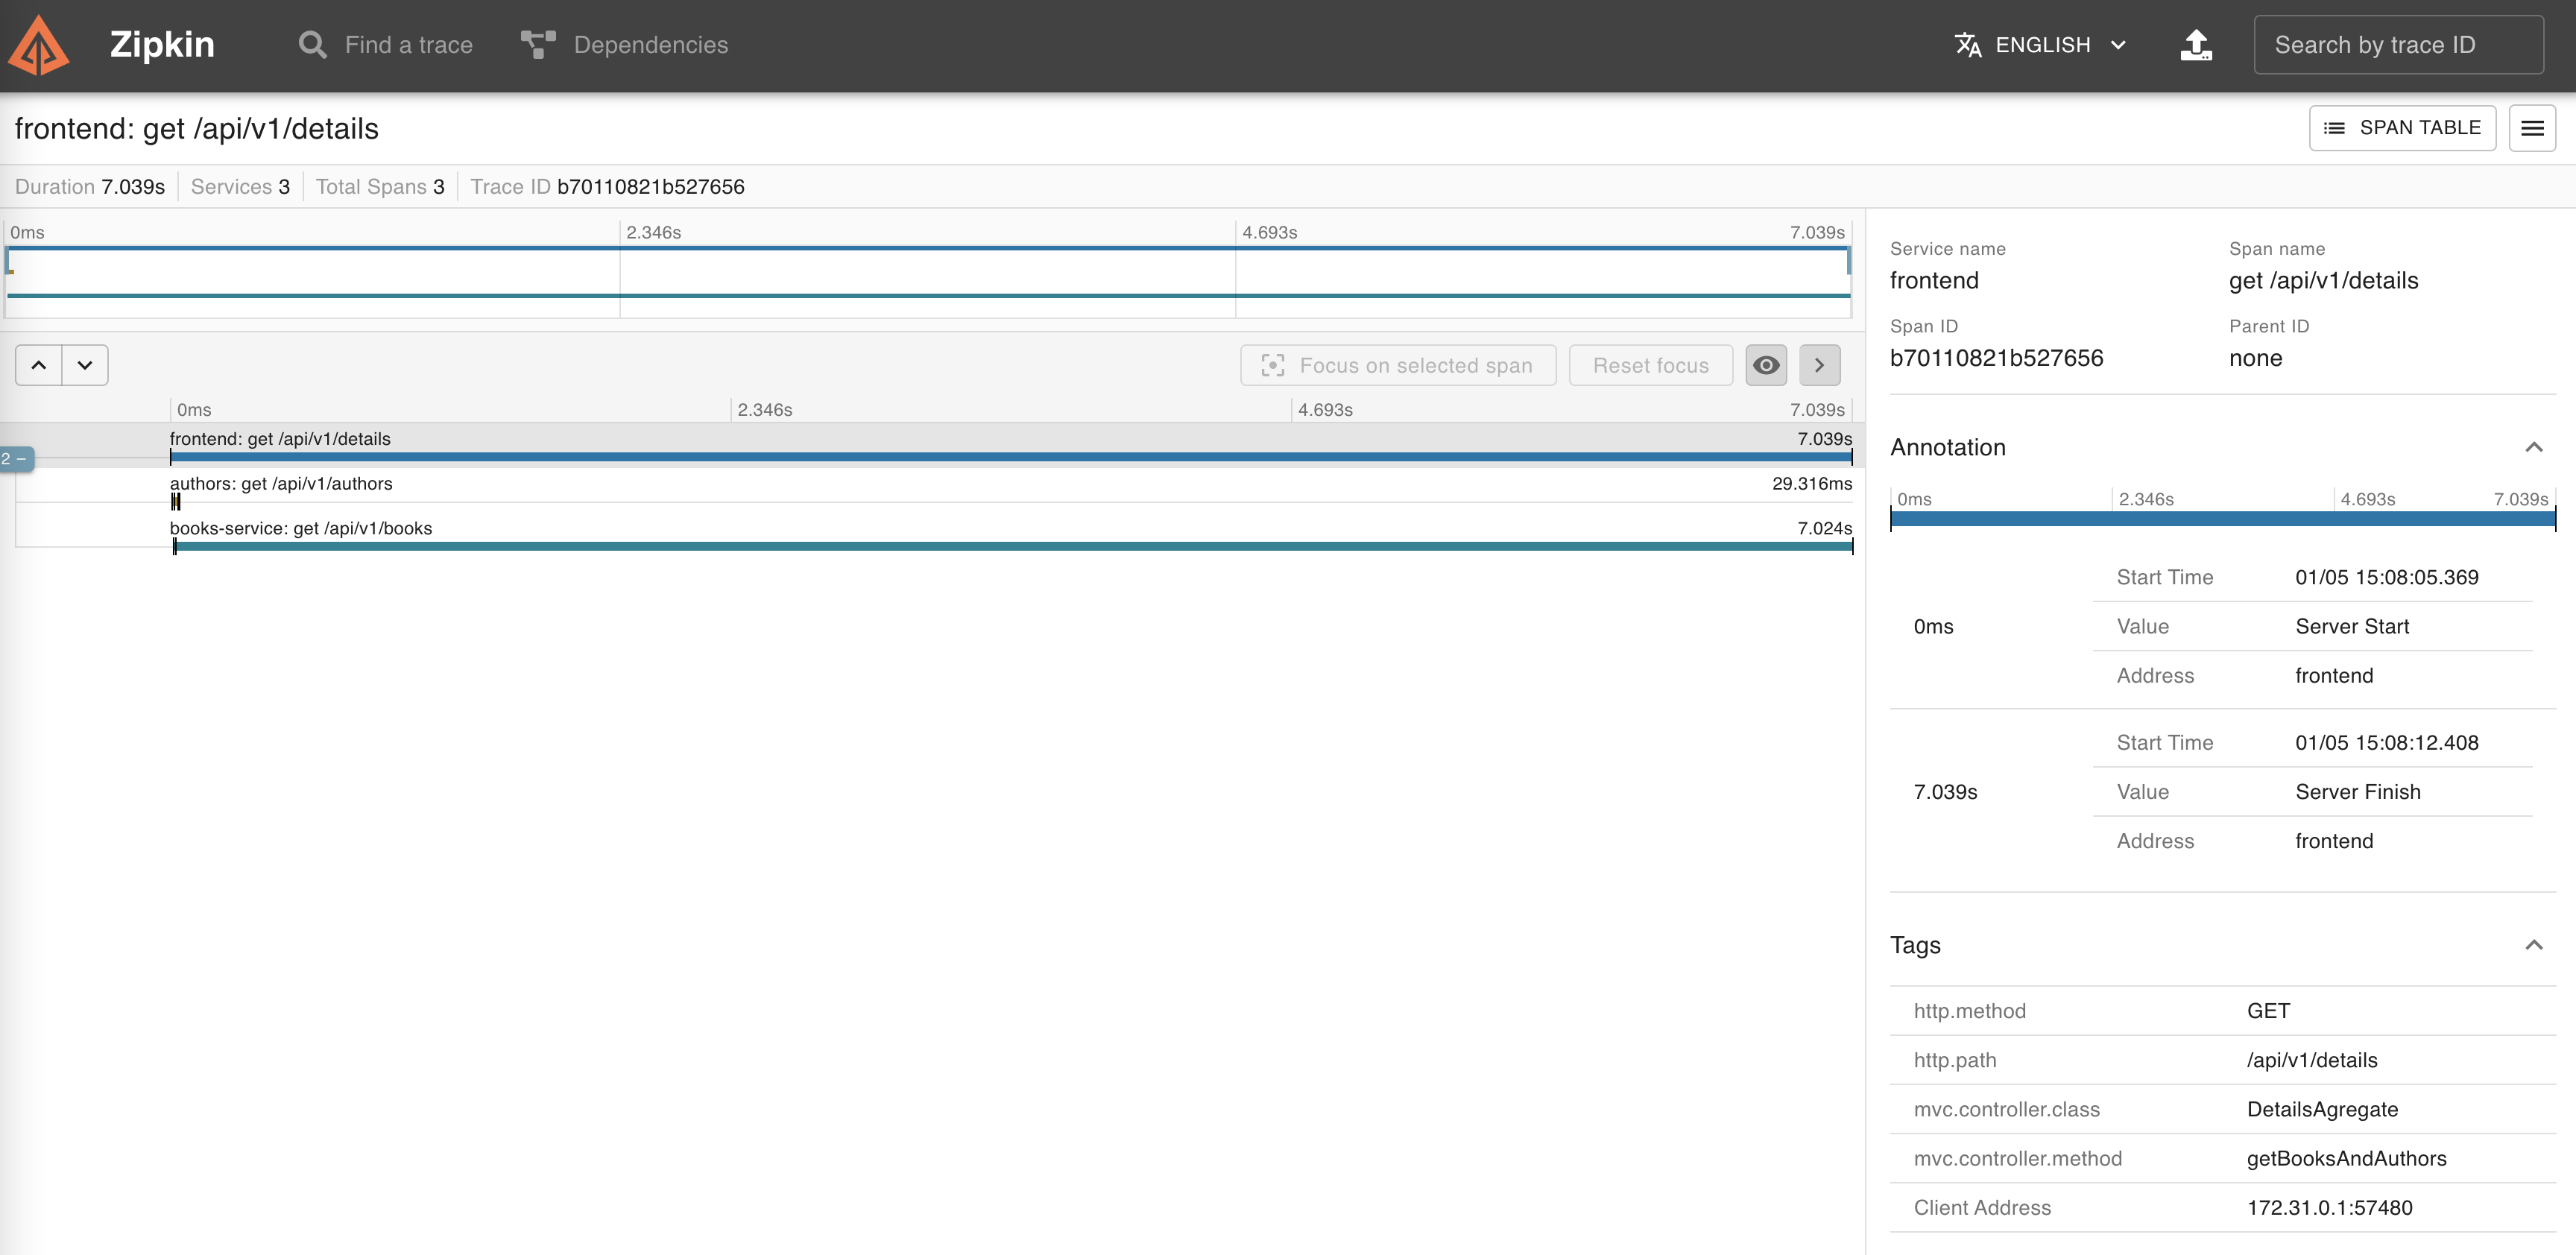 Zipkin
Find a trace
Dependencies
ENGLISH
Search by trace ID
frontend: get /api/v1/details
SPAN TABLE
Duration 7.039s
Services 3
Total Spans 3
Trace ID b70110821b527656
0ms 2.346s 4.693s 7.039s
Focus on selected span
Reset focus
0ms 2.346s 4.693s 7.039s
2 −
frontend: get /api/v1/details 7.039s
authors: get /api/v1/authors 29.316ms
books-service: get /api/v1/books 7.024s
Service name
frontend
Span name
get /api/v1/details
Span ID
b70110821b527656
Parent ID
none
Annotation
0ms 2.346s 4.693s 7.039s
0ms
Start Time 01/05 15:08:05.369
Value Server Start
Address frontend
7.039s
Start Time 01/05 15:08:12.408
Value Server Finish
Address frontend
Tags
http.method GET
http.path /api/v1/details
mvc.controller.class DetailsAgregate
mvc.controller.method getBooksAndAuthors
Client Address 172.31.0.1:57480